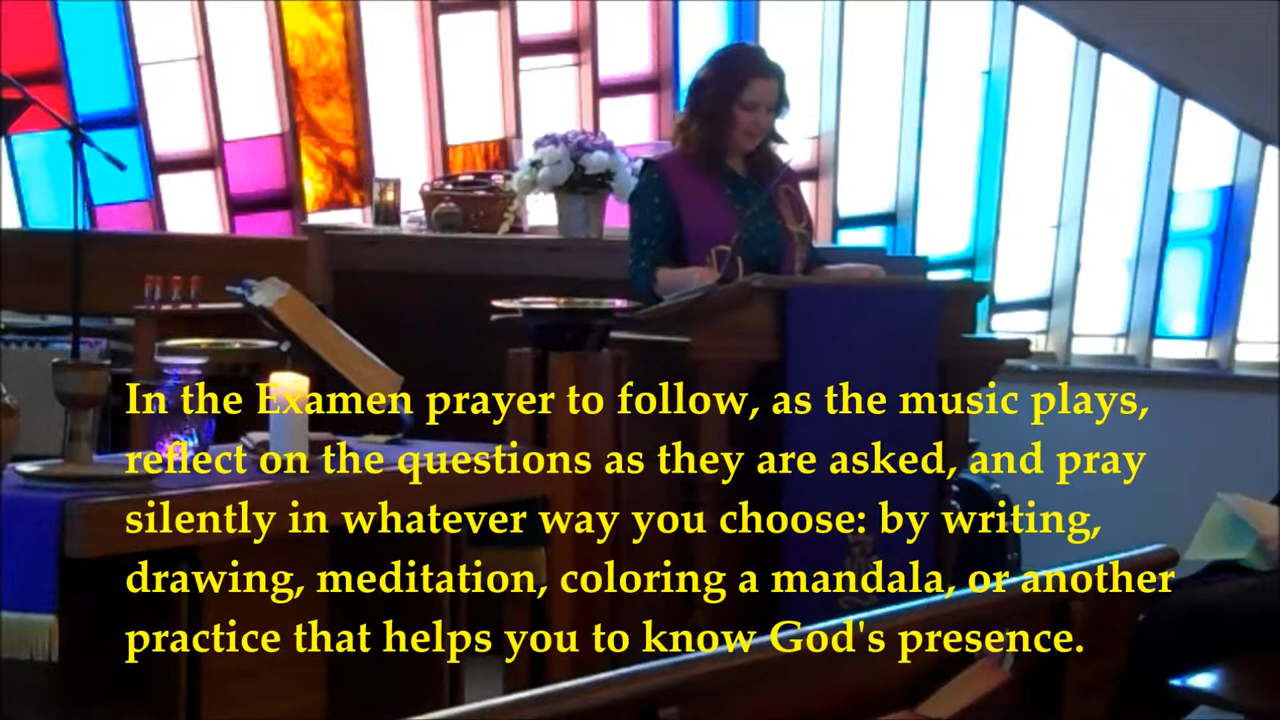 In the Examen prayer to follow, as the music plays,
reflect on the questions as they are asked, and pray
silently in whatever way you choose: by writing,
drawing, meditation, coloring a mandala, or another
practice that helps you to know God's presence.